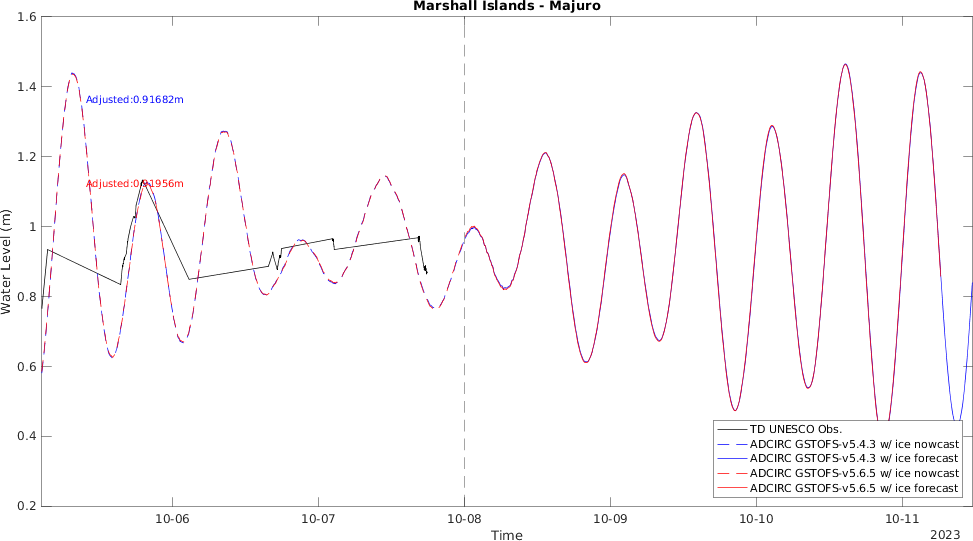 Marshall Islands - Majuro
1.6
1.4
1.2
1
0.8
0.6
0.4
0.2
Water Level (m)
Adjusted:0.91682m
Adjusted:0.91956m
TD UNESCO Obs.
ADCIRC GSTOFS-v5.4.3 w/ ice nowcast
ADCIRC GSTOFS-v5.4.3 w/ ice forecast
ADCIRC GSTOFS-v5.6.5 w/ ice nowcast
ADCIRC GSTOFS-v5.6.5 w/ ice forecast
10-06
10-07
10-08
10-09
10-10
10-11
Time
2023